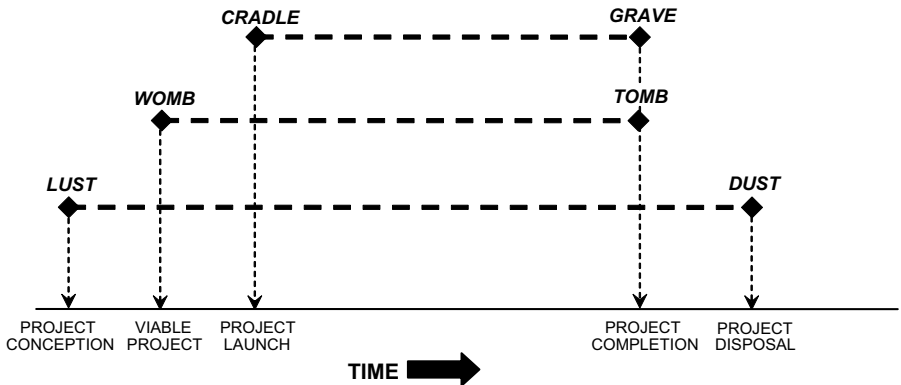 CRADLE
GRAVE
WOMB
TOMB
LUST
DUST
PROJECT
CONCEPTION
VIABLE
PROJECT
PROJECT
LAUNCH
PROJECT
COMPLETION
PROJECT
DISPOSAL
TIME